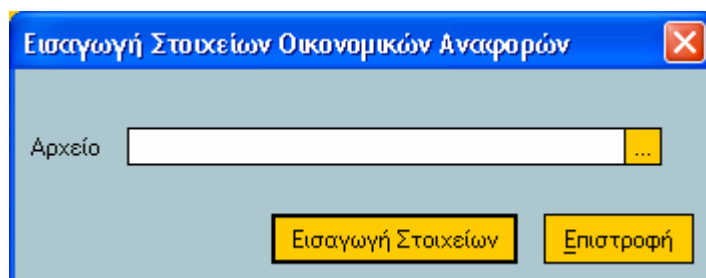 Εισαγωγή Στοιχείων Οικονομικών Αναφορών
Αρχείο ...
Εισαγωγή Στοιχείων Επιστροφή